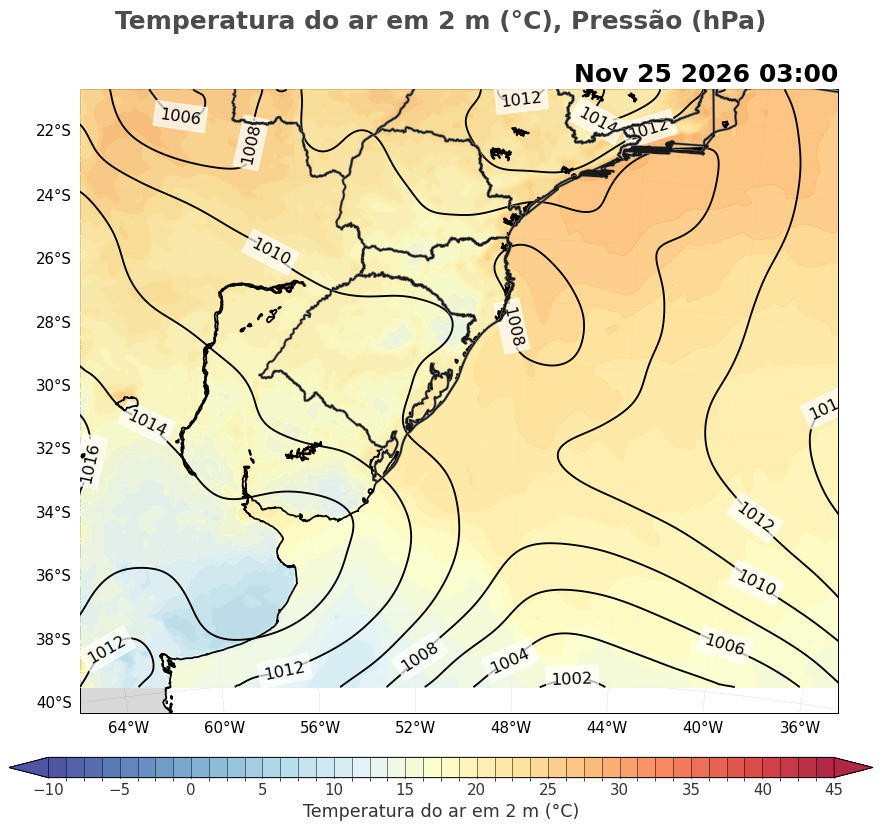 Temperatura do ar em 2 m (°C), Pressão (hPa)
Nov 25 2026 03:00
1006
1008
1012
1014
1012
22°S
24°S
26°S
28°S
30°S
32°S
34°S
36°S
38°S
40°S
1010
1008
1014
101
1016
1012
1010
1012
1006
1008
1004
1012
1002
64°W
60°W
56°W
52°W
48°W
44°W
40°W
36°W
−10
−5
0
5
10
15
20
25
30
35
40
45
Temperatura do ar em 2 m (°C)